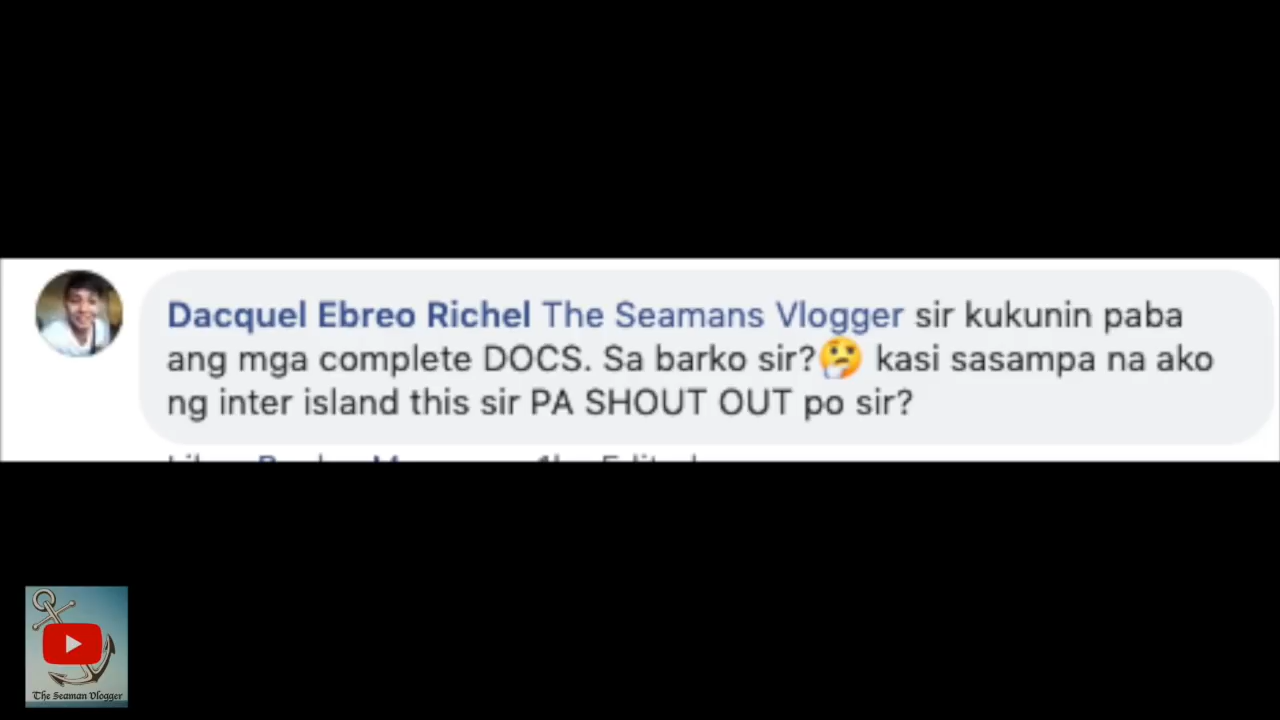 Dacquel Ebreo Richel The Seamans Vlogger sir kukunin paba
ang mga complete DOCS. Sa barko sir?🤔 kasi sasampa na ako
ng inter island this sir PA SHOUT OUT po sir?
The Seaman Vlogger